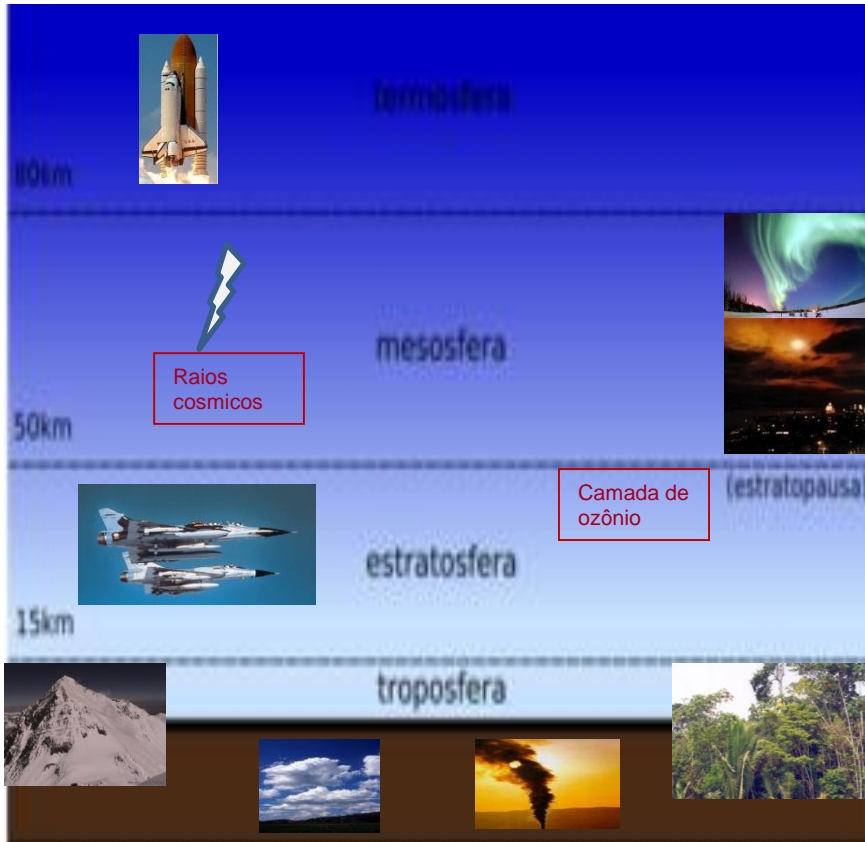 termosfera
80km
mesosfera
Raios
cosmicos
50km
Camada de
ozônio
(estratopausa)
estratosfera
15km
troposfera